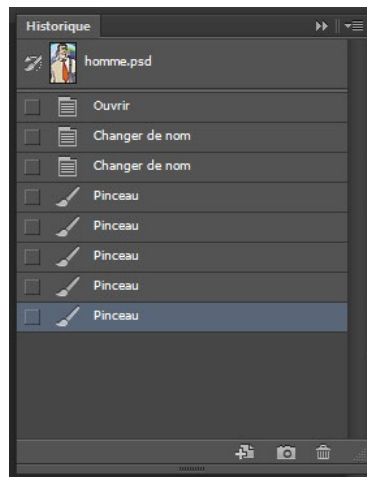 Historique
homme.psd
Ouvrir
Changer de nom
Changer de nom
Pinceau
Pinceau
Pinceau
Pinceau
Pinceau